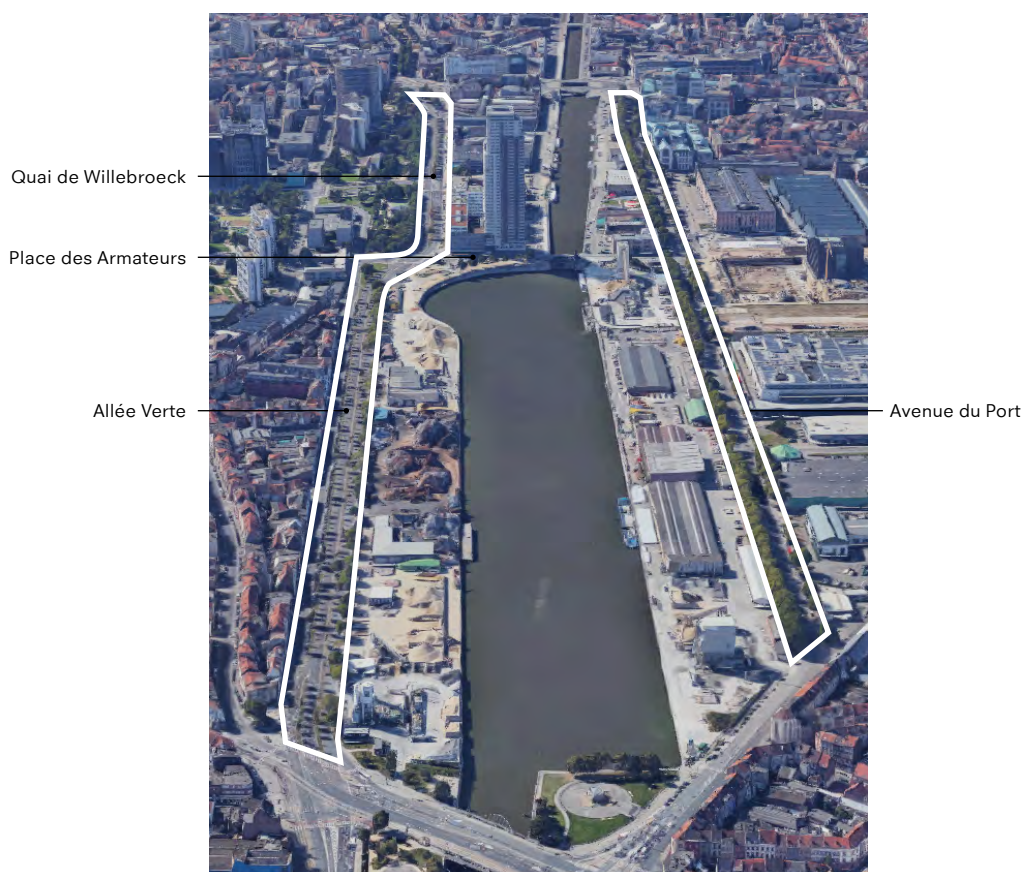 Quai de Willebroeck
Place des Armateurs
Allée Verte
Avenue du Port